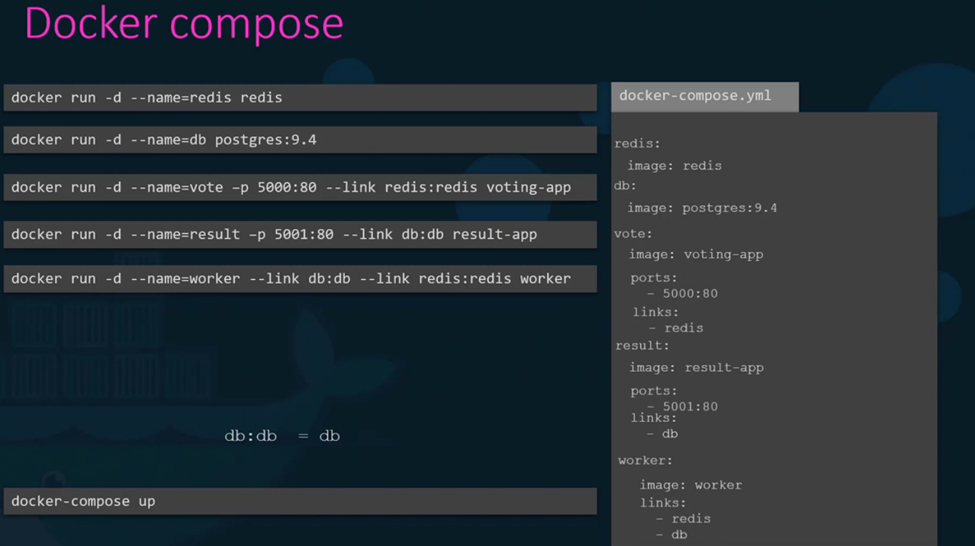 Docker compose
docker run -d --name=redis redis
docker run -d --name=db postgres:9.4
docker run -d --name=vote –p 5000:80 --link redis:redis voting-app
docker run -d --name=result –p 5001:80 --link db:db result-app
docker run -d --name=worker --link db:db --link redis:redis worker
db:db = db
docker-compose up
docker-compose.yml
redis:
image: redis
db:
image: postgres:9.4
vote:
image: voting-app
ports:
- 5000:80
links:
- redis
result:
image: result-app
ports:
- 5001:80
links:
- db
worker:
image: worker
links:
- redis
- db